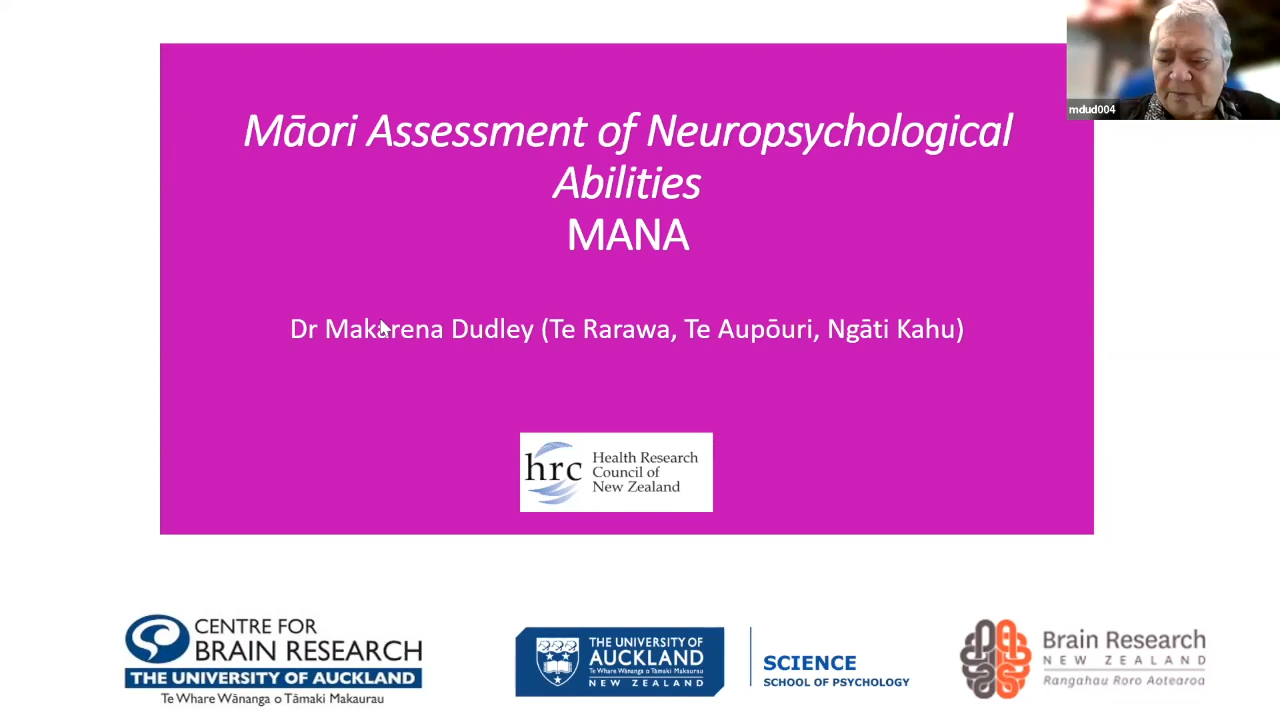 mdud004
Māori Assessment of Neuropsychological
Abilities
MANA
Dr Makarena Dudley (Te Rarawa, Te Aupōuri, Ngāti Kahu)
hrc
Health Research
Council of
New Zealand
CENTRE FOR
BRAIN RESEARCH
THE UNIVERSITY OF AUCKLAND
Te Whare Wānanga o Tāmaki Makaurau
THE UNIVERSITY OF
AUCKLAND
Te Whare Wānanga o Tāmaki Makaurau
NEW ZEALAND
SCIENCE
SCHOOL OF PSYCHOLOGY
Brain Research
NEW ZEALAND
Rangahau Roro Aotearoa